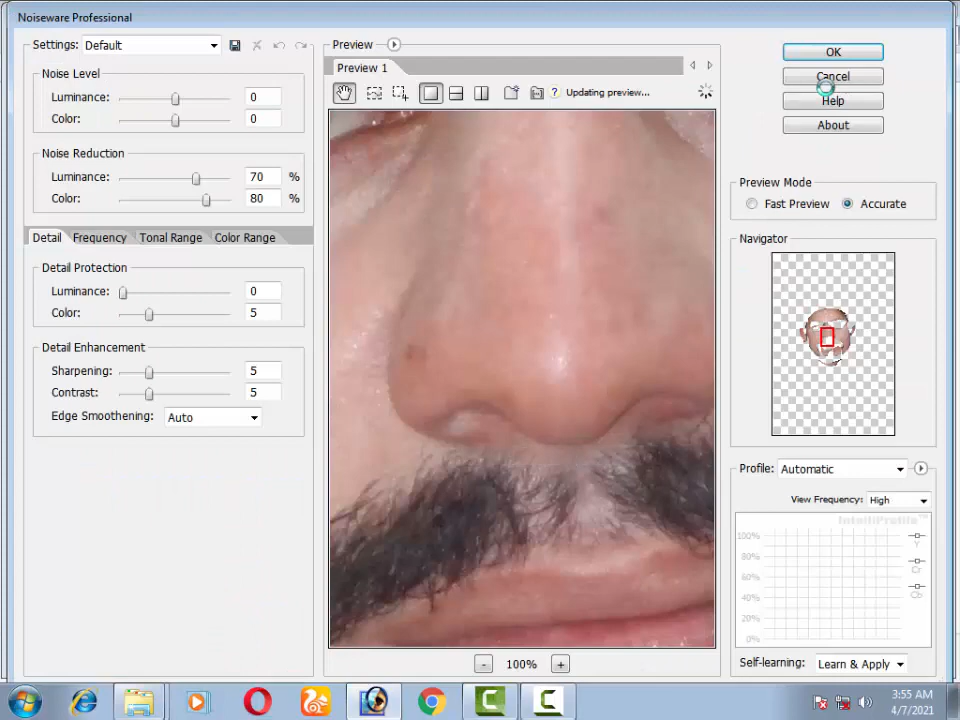 Noiseware Professional
Settings: Default
Noise Level
Luminance: 0
Color: 0
Noise Reduction
Luminance: 70 %
Color: 80 %
Detail Frequency Tonal Range Color Range
Detail Protection
Luminance: 0
Color: 5
Detail Enhancement
Sharpening: 5
Contrast: 5
Edge Smoothening: Auto
Preview
Preview 1
? Updating preview...
- 100% +
OK
Cancel
Help
About
Preview Mode
Fast Preview Accurate
Navigator
Profile: Automatic
View Frequency: High
IntelliProfile™
100%
80%
60%
40%
20%
0%
Y
Cr
Cb
Self-learning: Learn & Apply
3:55 AM
4/7/2021